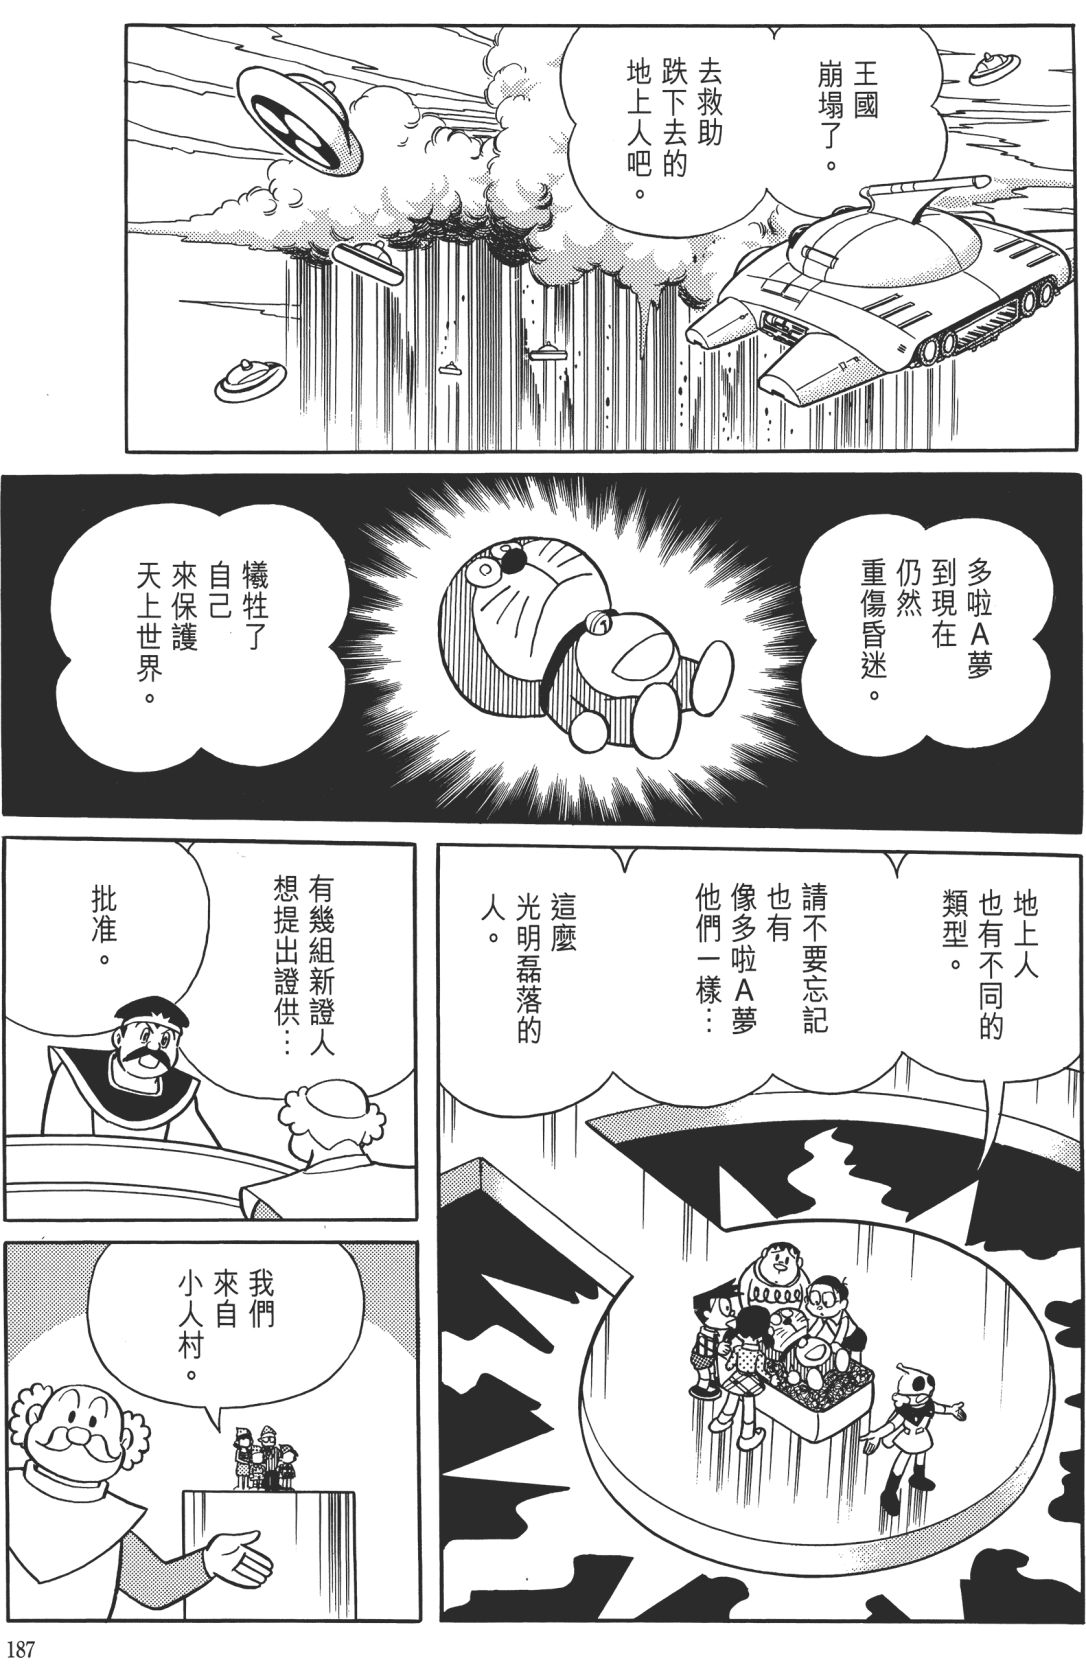 王國
崩塌了。
去救助
跌下去的
地上人吧。
多啦A夢
到現在
仍然
重傷昏迷。
犧牲了
自己
來保護
天上世界。
地上人
也有不同的
類型。
請不要忘記
也有
像多啦A夢
他們一樣…
這麼
光明磊落的
人。
有幾組新證人
想提出證供…
批准。
我們
來自
小人村。
187